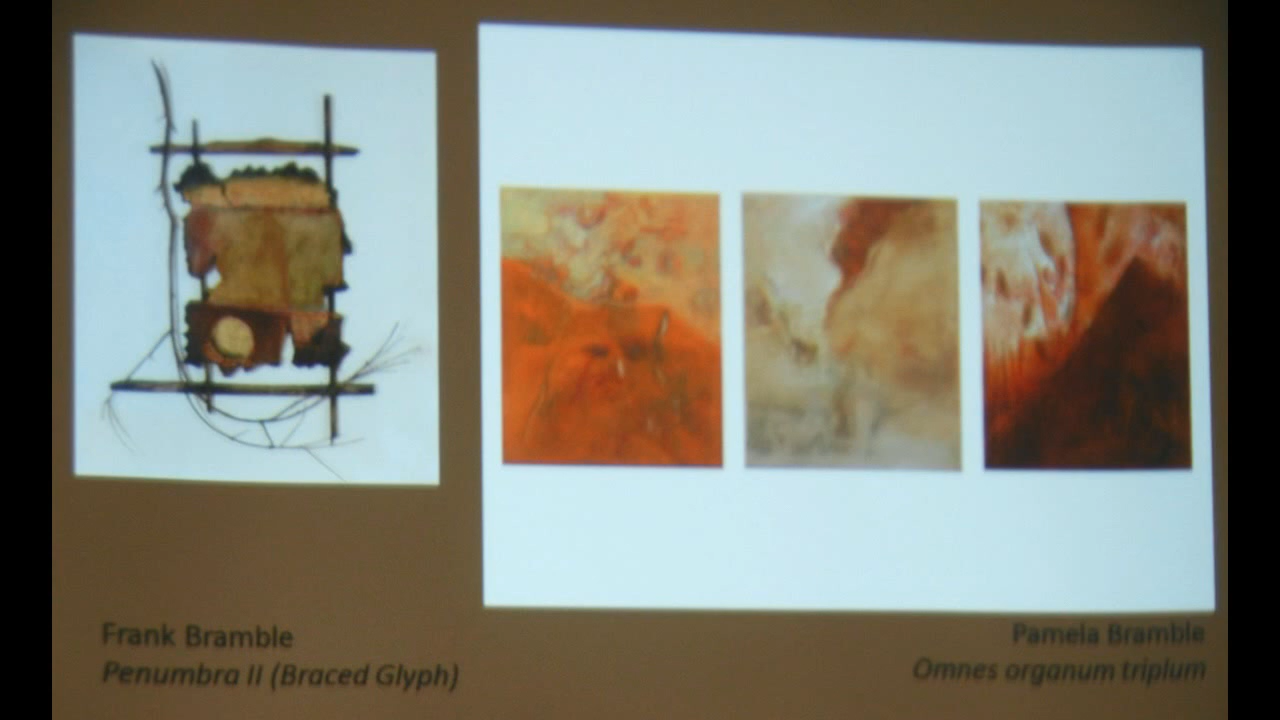 Frank Bramble
Penumbra II (Braced Glyph)
Pamela Bramble
Omnes organum triplum